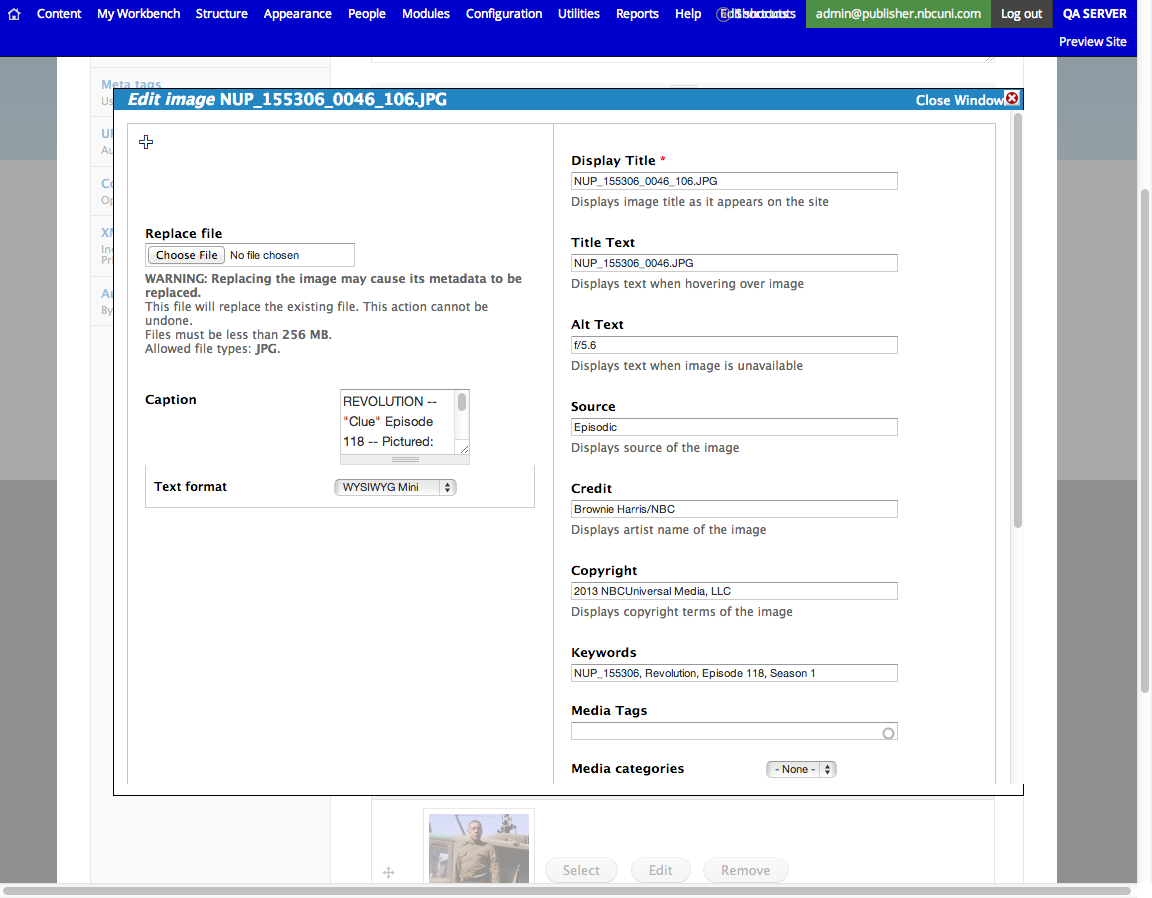 Content My Workbench Structure Appearance People Modules Configuration Utilities Reports Help Edit shortcuts admin@publisher.nbcuni.com Log out QA SERVER
Preview Site
Meta tags
Edit image NUP_155306_0046_106.JPG Close Window
Display Title *
NUP_155306_0046_106.JPG
Displays image title as it appears on the site
Replace file
Choose File No file chosen
WARNING: Replacing the image may cause its metadata to be
replaced.
This file will replace the existing file. This action cannot be
undone.
Files must be less than 256 MB.
Allowed file types: JPG.
Caption
REVOLUTION --
"Clue" Episode
118 -- Pictured:
Text format WYSIWYG Mini
Title Text
NUP_155306_0046.JPG
Displays text when hovering over image
Alt Text
f/5.6
Displays text when image is unavailable
Source
Episodic
Displays source of the image
Credit
Brownie Harris/NBC
Displays artist name of the image
Copyright
2013 NBCUniversal Media, LLC
Displays copyright terms of the image
Keywords
NUP_155306, Revolution, Episode 118, Season 1
Media Tags
Media categories - None -
Select Edit Remove